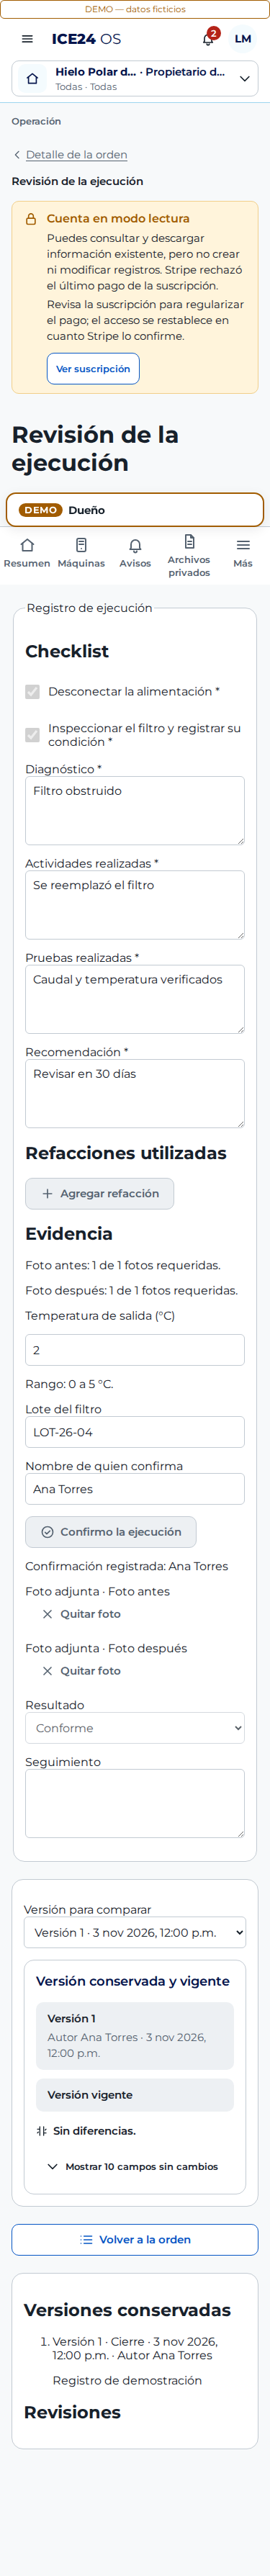 DEMO — datos ficticios
ICE24 OS
2
LM
Hielo Polar d... · Propietario d...
Todas · Todas
Operación
Detalle de la orden
Revisión de la ejecución
Cuenta en modo lectura
Puedes consultar y descargar
información existente, pero no crear
ni modificar registros. Stripe rechazó
el último pago de la suscripción.
Revisa la suscripción para regularizar
el pago; el acceso se restablece en
cuanto Stripe lo confirme.
Ver suscripción
Revisión de la
ejecución
DEMO Dueño
Resumen
Máquinas
Avisos
Archivos
privados
Más
Registro de ejecución
Checklist
Desconectar la alimentación *
Inspeccionar el filtro y registrar su
condición *
Diagnóstico *
Filtro obstruido
Actividades realizadas *
Se reemplazó el filtro
Pruebas realizadas *
Caudal y temperatura verificados
Recomendación *
Revisar en 30 días
Refacciones utilizadas
Agregar refacción
Evidencia
Foto antes: 1 de 1 fotos requeridas.
Foto después: 1 de 1 fotos requeridas.
Temperatura de salida (°C)
2
Rango: 0 a 5 °C.
Lote del filtro
LOT-26-04
Nombre de quien confirma
Ana Torres
Confirmo la ejecución
Confirmación registrada: Ana Torres
Foto adjunta · Foto antes
Quitar foto
Foto adjunta · Foto después
Quitar foto
Resultado
Conforme
Seguimiento
Versión para comparar
Versión 1 · 3 nov 2026, 12:00 p.m.
Versión conservada y vigente
Versión 1
Autor Ana Torres · 3 nov 2026,
12:00 p.m.
Versión vigente
Sin diferencias.
Mostrar 10 campos sin cambios
Volver a la orden
Versiones conservadas
1. Versión 1 · Cierre · 3 nov 2026,
12:00 p.m. · Autor Ana Torres
Registro de demostración
Revisiones